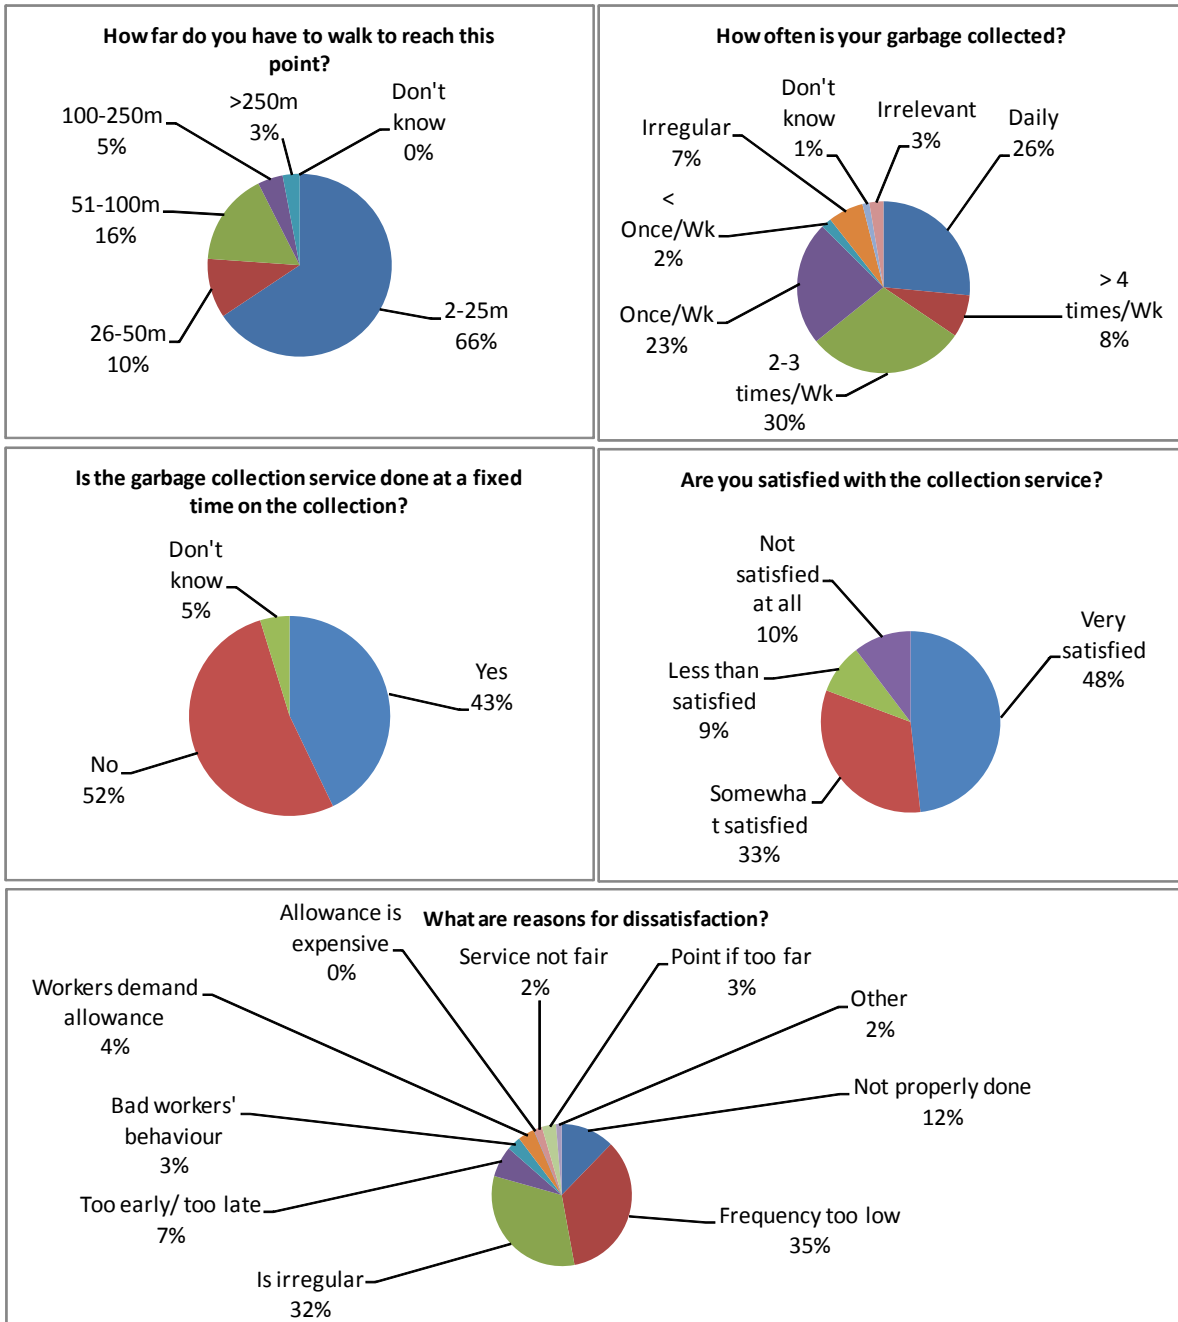 How far do you have to walk to reach this
point?
>250m
3%
Don't
know
0%
100-250m
5%
51-100m
16%
26-50m
10%
2-25m
66%
How often is your garbage collected?
Don't
know
1%
Irrelevant
3%
Daily
26%
Irregular
7%
<
Once/Wk
2%
> 4
times/Wk
8%
Once/Wk
23%
2-3
times/Wk
30%
Is the garbage collection service done at a fixed
time on the collection?
Don't
know
5%
Yes
43%
No
52%
Are you satisfied with the collection service?
Not
satisfied
at all
10%
Very
satisfied
48%
Less than
satisfied
9%
Somewha
t satisfied
33%
What are reasons for dissatisfaction?
Allowance is
expensive
0%
Service not fair
2%
Point if too far
3%
Workers demand
allowance
4%
Other
2%
Not properly done
12%
Bad workers'
behaviour
3%
Too early/ too late
7%
Frequency too low
35%
Is irregular
32%